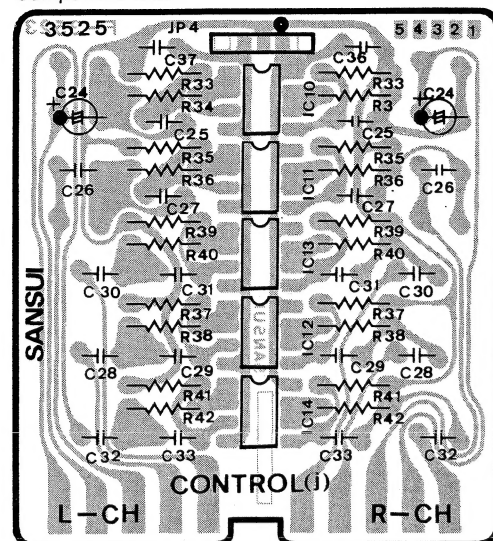 3525 JP4 5 4 3 2 1
C37 C36
C24 R33 IC10 R33 C24
+ R34 R3 +
C25 C25
R35 IC11 R35
C26 R36 R36 C26
C27 C27
R39 R39
R40 IC13 R40
C30 C31 C31 C30
SANSUI
R37 IC12 R37
R38 SANSUI R38
C28 C29 C29 C28
R41 IC14 R41
R42 R42
C32 C33 C33 C32
CONTROL(j)
L-CH R-CH